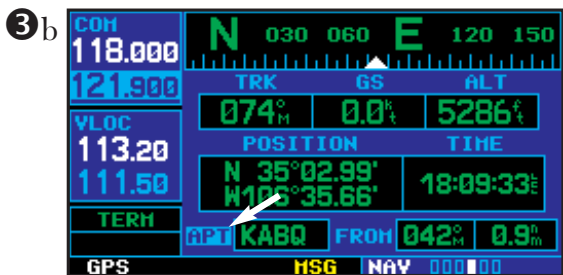 ❸b
COM
118.000
121.900
VLOC
113.20
111.50
TERM
GPS
N 030 060 E 120 150
TRK GS ALT
074°M 0.0kt 5286ft
POSITION TIME
N 35°02.99'
W106°35.66'
18:09:33
APT KABQ FROM 042°M 0.9nm
MSG NAV